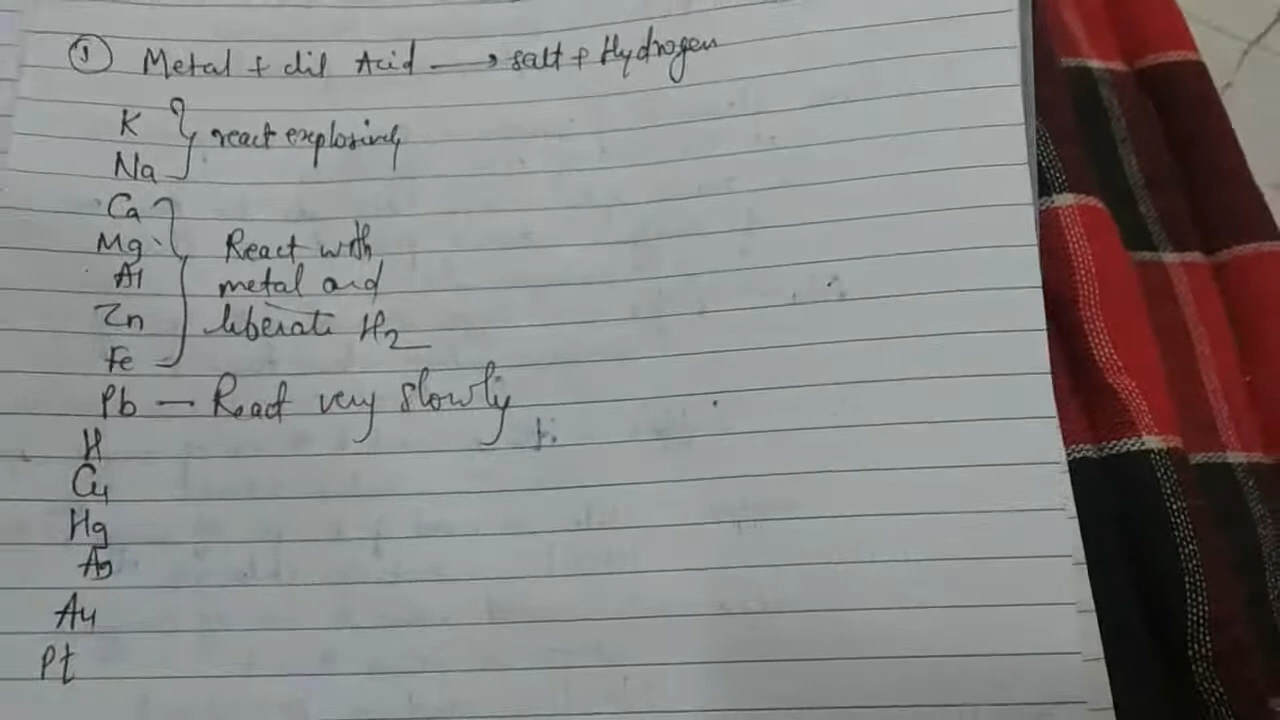 ① Metal + dil Acid → salt + Hydrogen
K
react explosively
Na
Ca
Mg React with
Al metal and
Zn liberate H2
Fe
Pb — React very slowly
H
Cu
Hg
Ag
Au
Pt